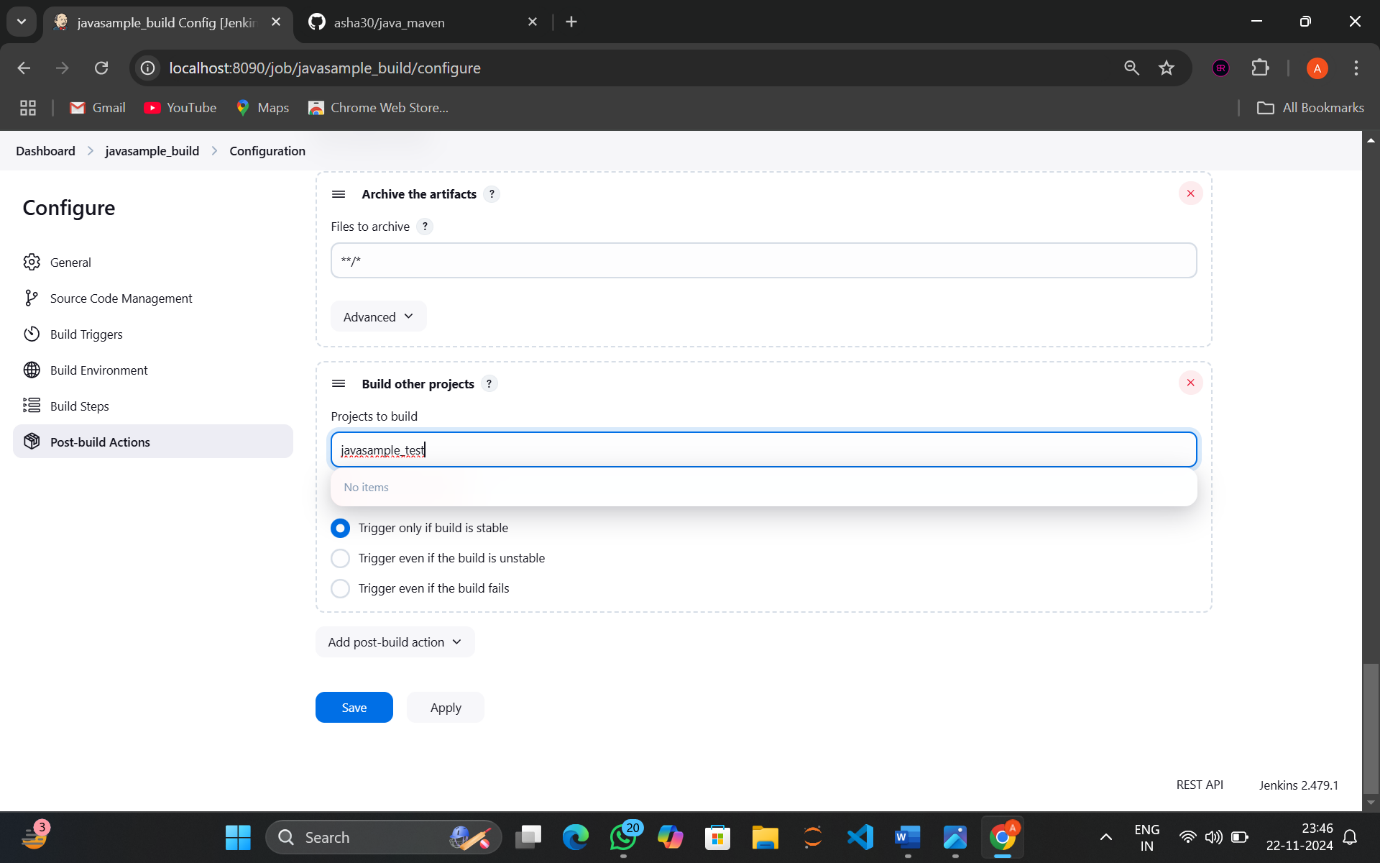 javasample_build Config [Jenki
asha30/java_maven
localhost:8090/job/javasample_build/configure
A
Gmail
YouTube
Maps
Chrome Web Store...
All Bookmarks
Dashboard > javasample_build > Configuration
Configure
General
Source Code Management
Build Triggers
Build Environment
Build Steps
Post-build Actions
Archive the artifacts ?
Files to archive ?
**/*
Advanced
Build other projects ?
Projects to build
javasample_test
No items
Trigger only if build is stable
Trigger even if the build is unstable
Trigger even if the build fails
Add post-build action
Save
Apply
REST API
Jenkins 2.479.1
3
Search
20
A
ENG
IN
23:46
22-11-2024